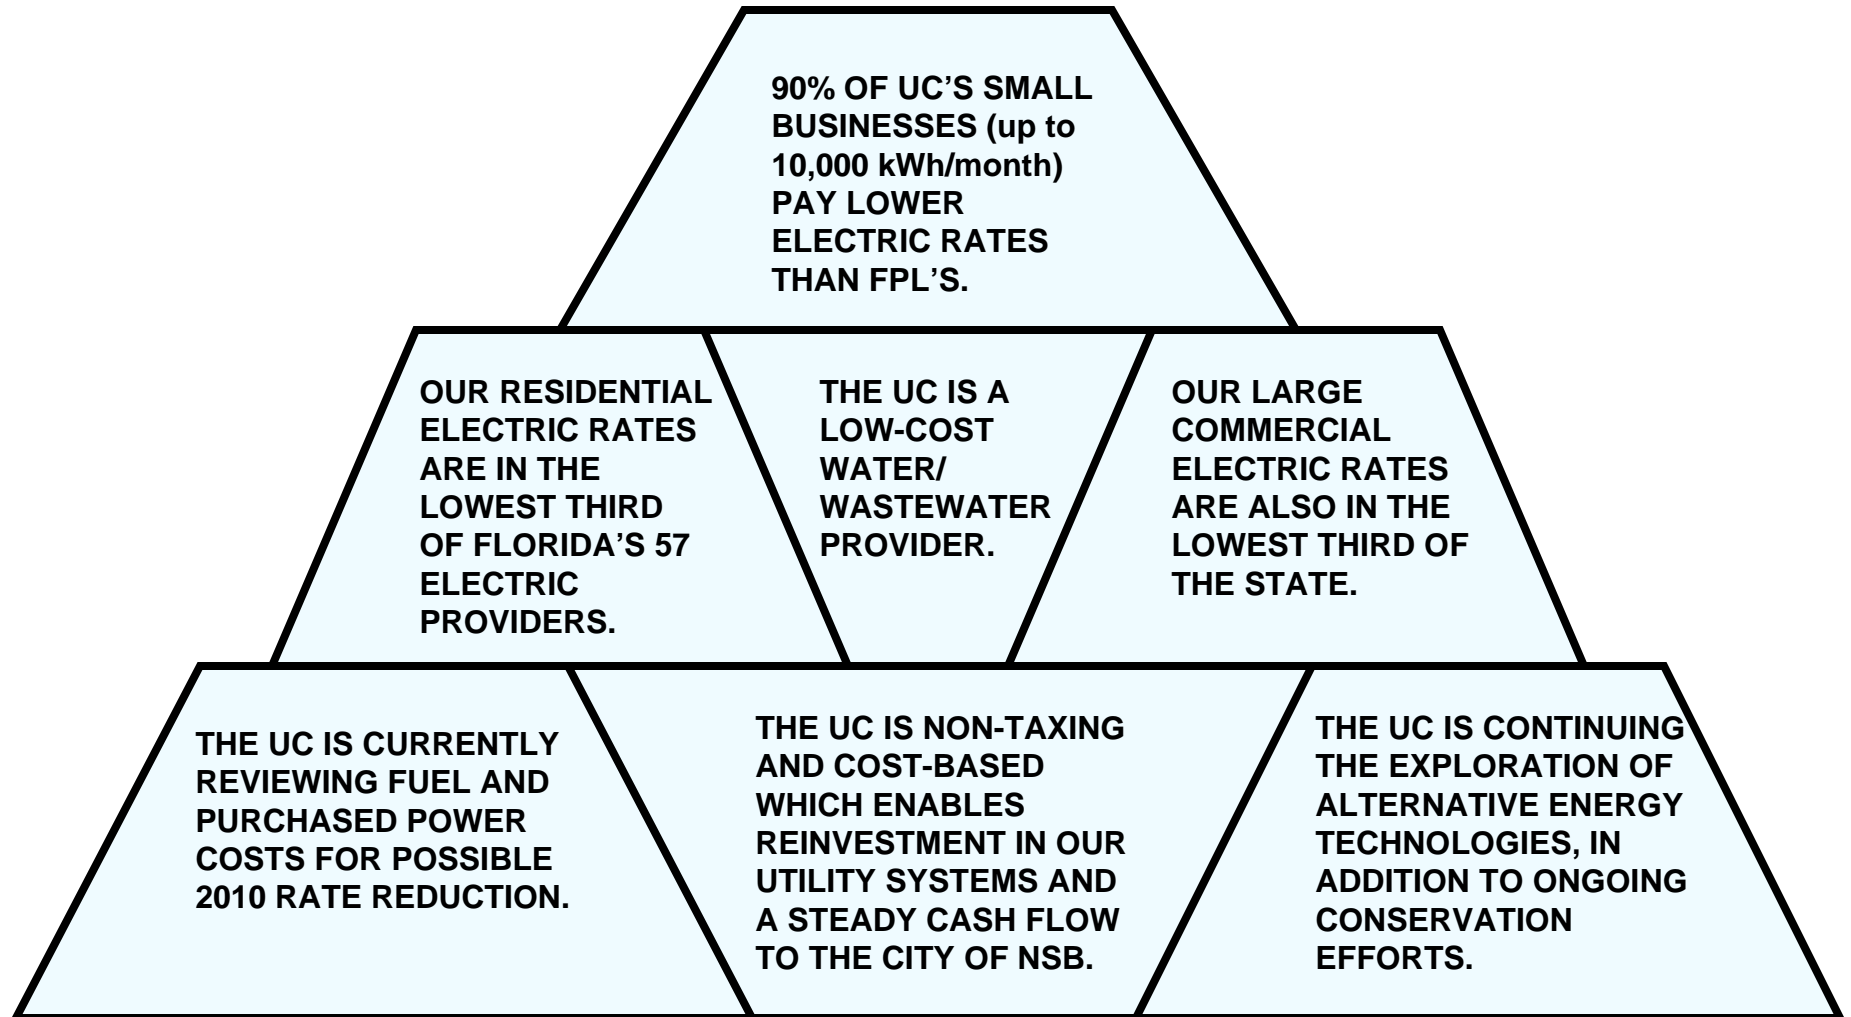 90% OF UC’S SMALL
BUSINESSES (up to
10,000 kWh/month)
PAY LOWER
ELECTRIC RATES
THAN FPL’S.
OUR RESIDENTIAL
ELECTRIC RATES
ARE IN THE
LOWEST THIRD
OF FLORIDA’S 57
ELECTRIC
PROVIDERS.
THE UC IS A
LOW-COST
WATER/
WASTEWATER
PROVIDER.
OUR LARGE
COMMERCIAL
ELECTRIC RATES
ARE ALSO IN THE
LOWEST THIRD OF
THE STATE.
THE UC IS CURRENTLY
REVIEWING FUEL AND
PURCHASED POWER
COSTS FOR POSSIBLE
2010 RATE REDUCTION.
THE UC IS NON-TAXING
AND COST-BASED
WHICH ENABLES
REINVESTMENT IN OUR
UTILITY SYSTEMS AND
A STEADY CASH FLOW
TO THE CITY OF NSB.
THE UC IS CONTINUING
THE EXPLORATION OF
ALTERNATIVE ENERGY
TECHNOLOGIES, IN
ADDITION TO ONGOING
CONSERVATION
EFFORTS.